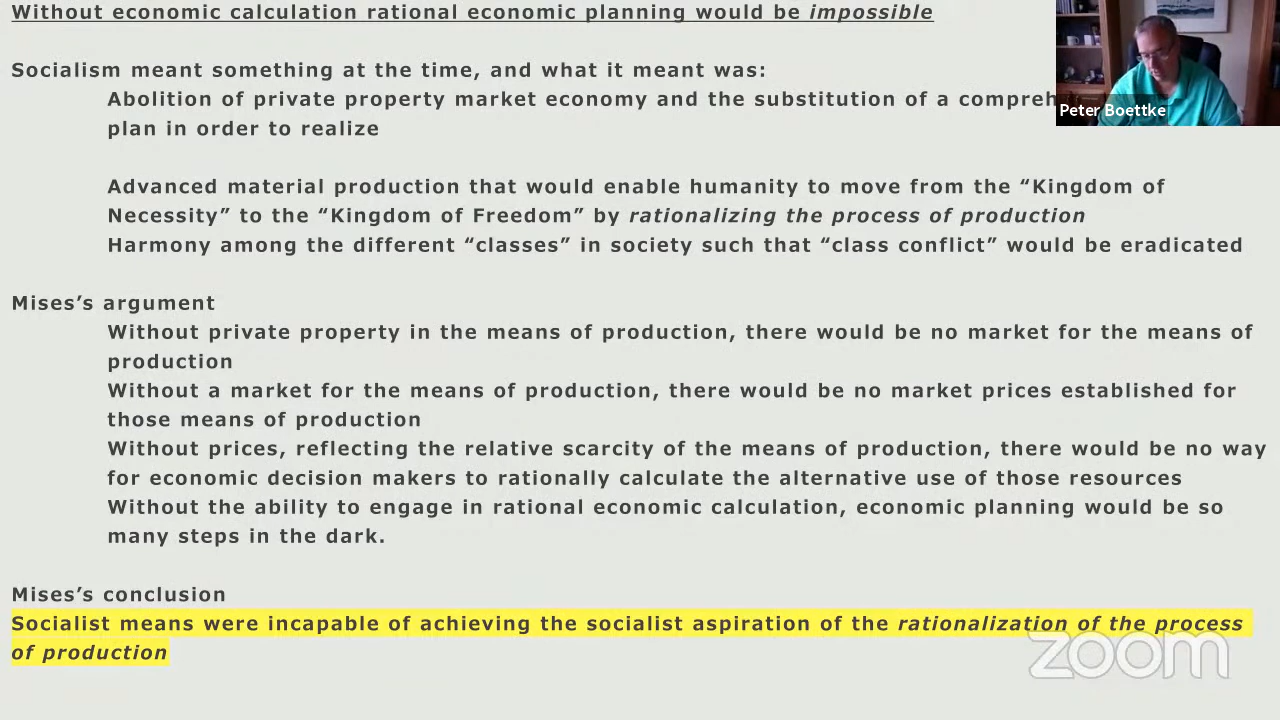 Without economic calculation rational economic planning would be impossible
Socialism meant something at the time, and what it meant was:
Abolition of private property market economy and the substitution of a compreh
plan in order to realize
Peter Boettke
Advanced material production that would enable humanity to move from the “Kingdom of
Necessity” to the “Kingdom of Freedom” by rationalizing the process of production
Harmony among the different “classes” in society such that “class conflict” would be eradicated
Mises’s argument
Without private property in the means of production, there would be no market for the means of
production
Without a market for the means of production, there would be no market prices established for
those means of production
Without prices, reflecting the relative scarcity of the means of production, there would be no way
for economic decision makers to rationally calculate the alternative use of those resources
Without the ability to engage in rational economic calculation, economic planning would be so
many steps in the dark.
Mises’s conclusion
Socialist means were incapable of achieving the socialist aspiration of the rationalization of the process
of production
zoom